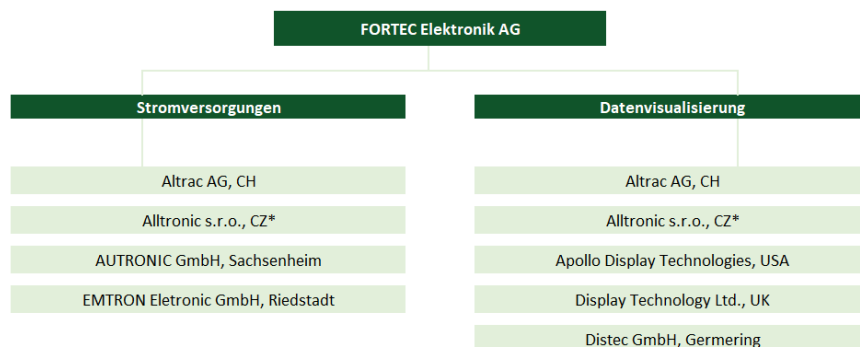 FORTEC Elektronik AG
Stromversorgungen
Altrac AG, CH
Alltronic s.r.o., CZ*
AUTRONIC GmbH, Sachsenheim
EMTRON Eletronic GmbH, Riedstadt
Datenvisualisierung
Altrac AG, CH
Alltronic s.r.o., CZ*
Apollo Display Technologies, USA
Display Technology Ltd., UK
Distec GmbH, Germering